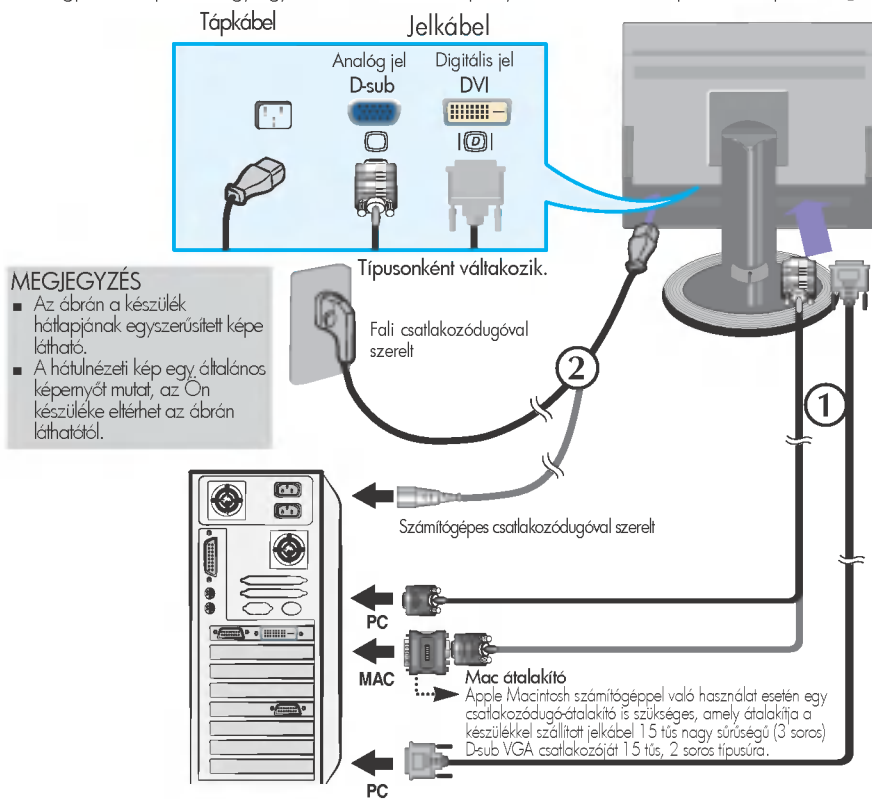 Tápkábel
Jelkábel
Analóg jel
D-sub
Digitális jel
DVI
Típusonként váltakozik.
MEGJEGYZÉS
■ Az ábrán a készülék
hátlapjának egyszerűsített képe
látható.
■ A hátulnézeti kép egy általános
képernyőt mutat, az Ön
készüléke eltérhet az ábrán
láthatótól.
Fali csatlakozódugóval
szerelt
2
1
Számítógépes csatlakozódugóval szerelt
PC
MAC
Mac átalakító
Apple Macintosh számítógéppel való használat esetén egy
csatlakozódugó-átalakító is szükséges, amely átalakítja a
készülékkel szállított jelkábel 15 tűs nagy sűrűségű (3 soros)
D-sub VGA csatlakozóját 15 tűs, 2 soros típusúra.
PC